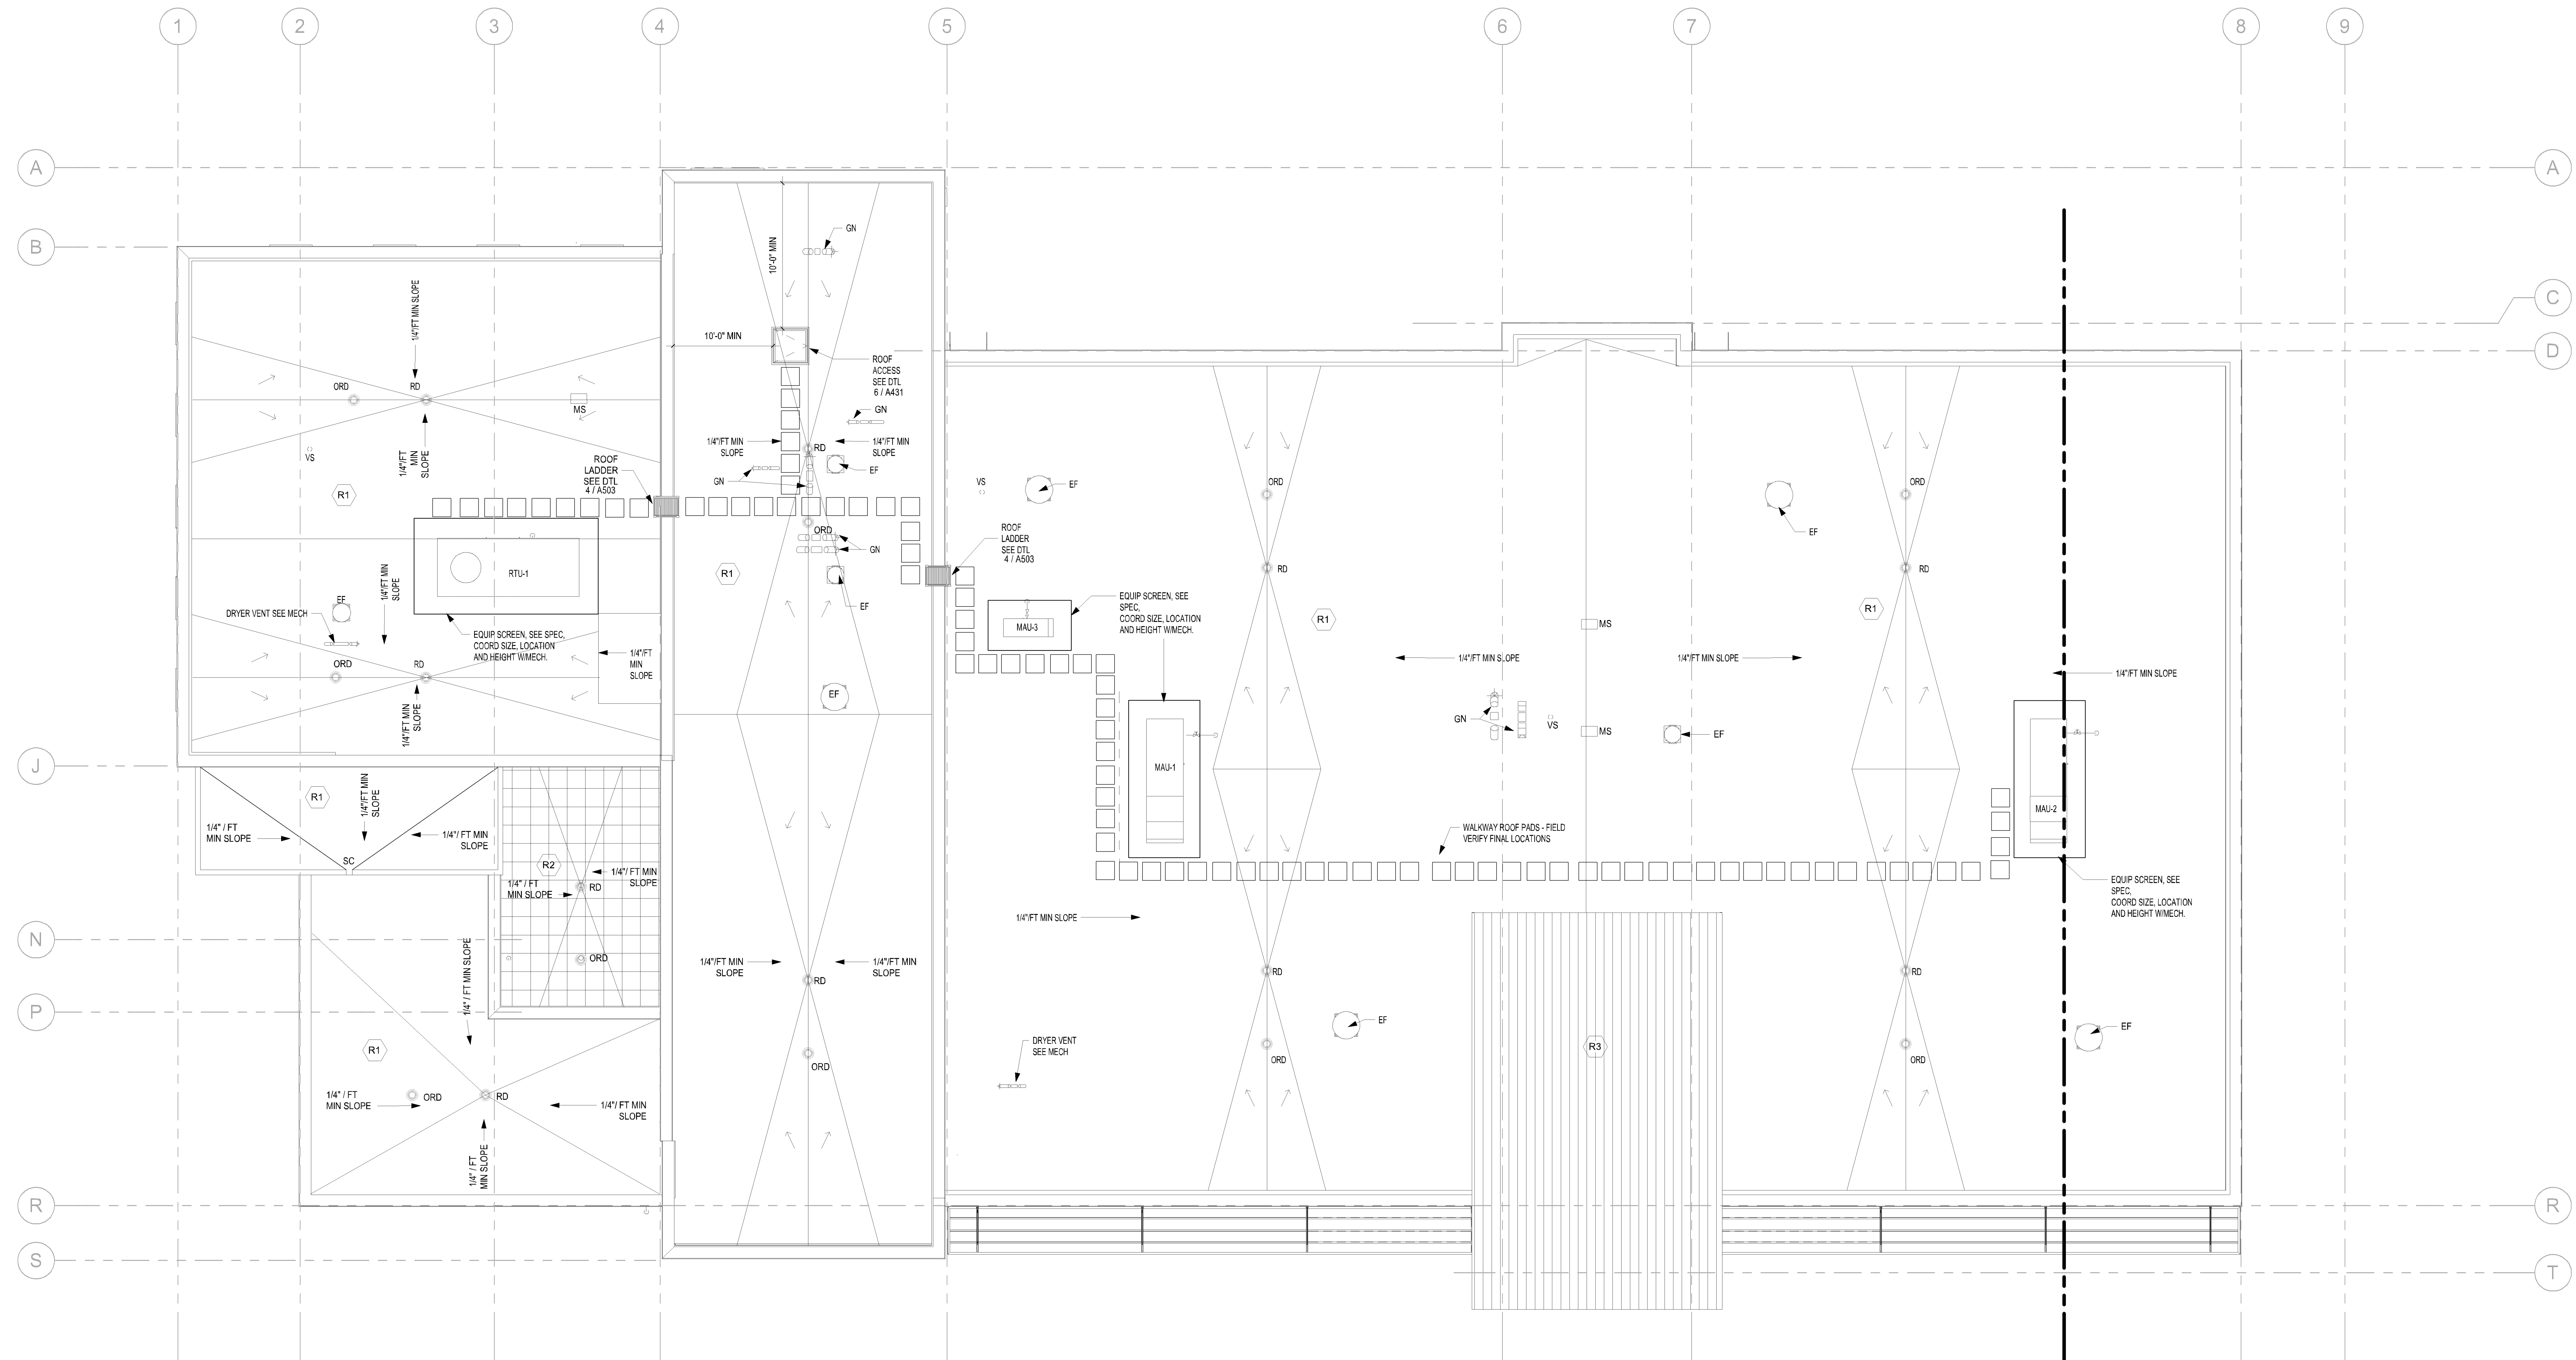 1 2 3 4 5 6 7 8 9
A A
B
C
D
J
N
P
R R
S
T
1/4"/FT MIN SLOPE
ORD
RD
MS
VS
1/4"/FT
MIN
SLOPE
R1
ROOF
LADDER
SEE DTL
4 / A503
RTU-1
1/4"/FT MIN
SLOPE
EF
DRYER VENT SEE MECH
EQUIP SCREEN, SEE SPEC,
COORD SIZE, LOCATION
AND HEIGHT W/MECH.
ORD
RD
1/4"/FT
MIN
SLOPE
1/4"/FT MIN
SLOPE
R1
1/4"/FT MIN
SLOPE
1/4" / FT
MIN SLOPE
1/4"/ FT MIN
SLOPE
SC
R2
1/4"/ FT MIN
SLOPE
1/4" / FT
MIN SLOPE
RD
ORD
1/4" / FT MIN SLOPE
R1
1/4" / FT
MIN SLOPE
ORD
RD
1/4"/ FT MIN
SLOPE
1/4" / FT
MIN SLOPE
GN
10'-0" MIN
10'-0" MIN
ROOF
ACCESS
SEE DTL
6 / A431
GN
1/4"/FT MIN
SLOPE
RD
1/4"/FT MIN
SLOPE
EF
GN
ORD
GN
R1
EF
EF
1/4"/FT MIN
SLOPE
1/4"/FT MIN
SLOPE
RD
ORD
VS
EF
ROOF
LADDER
SEE DTL
4 / A503
MAU-3
EQUIP SCREEN, SEE
SPEC,
COORD SIZE, LOCATION
AND HEIGHT W/MECH.
MAU-1
ORD
RD
R1
1/4"/FT MIN SLOPE
1/4"/FT MIN SLOPE
MS
GN
VS
MS
EF
WALKWAY ROOF PADS - FIELD
VERIFY FINAL LOCATIONS
1/4"/FT MIN SLOPE
RD
EF
ORD
DRYER VENT
SEE MECH
R3
EF
ORD
RD
R1
1/4"/FT MIN SLOPE
MAU-2
EQUIP SCREEN, SEE
SPEC,
COORD SIZE, LOCATION
AND HEIGHT W/MECH.
RD
EF
ORD